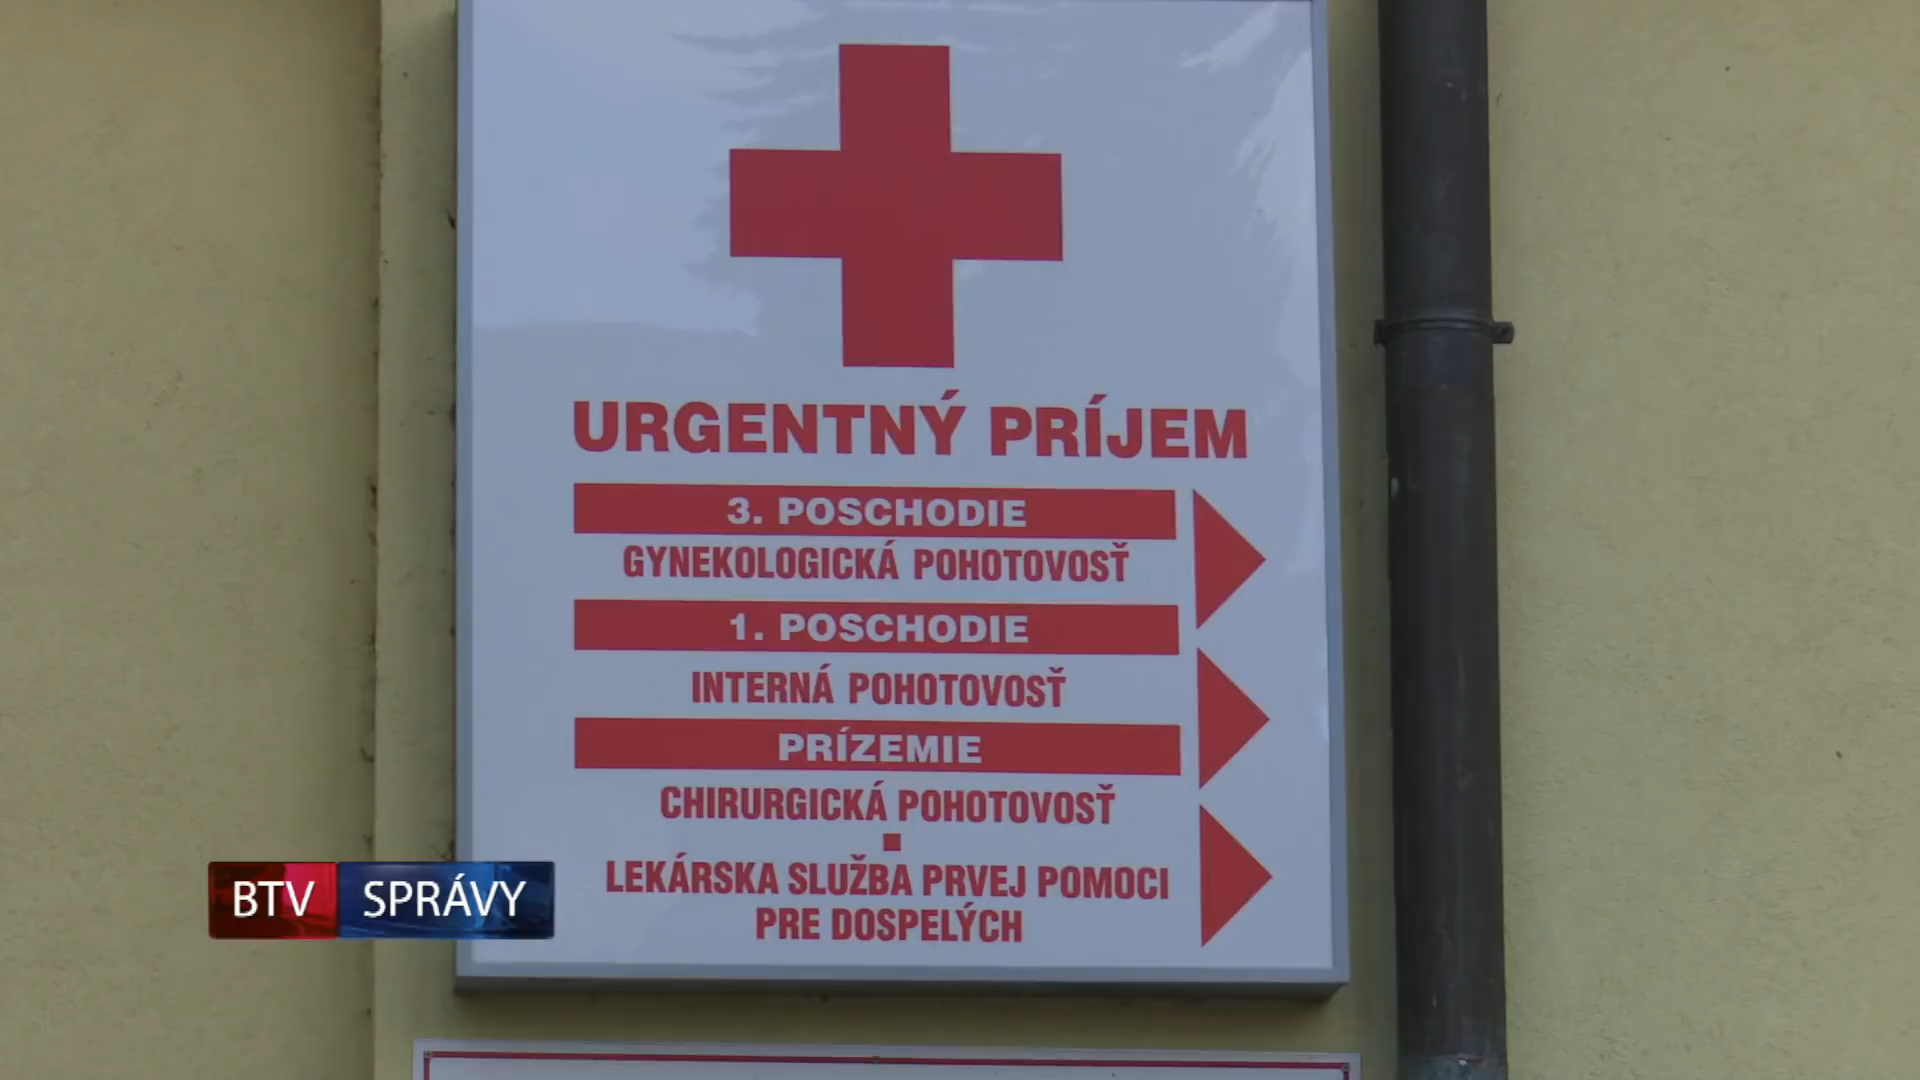 URGENTNÝ PRÍJEM
3. POSCHODIE
GYNEKOLOGICKÁ POHOTOVOSŤ
1. POSCHODIE
INTERNÁ POHOTOVOSŤ
PRÍZEMIE
CHIRURGICKÁ POHOTOVOSŤ
LEKÁRSKA SLUŽBA PRVEJ POMOCI
PRE DOSPELÝCH
BTV SPRÁVY